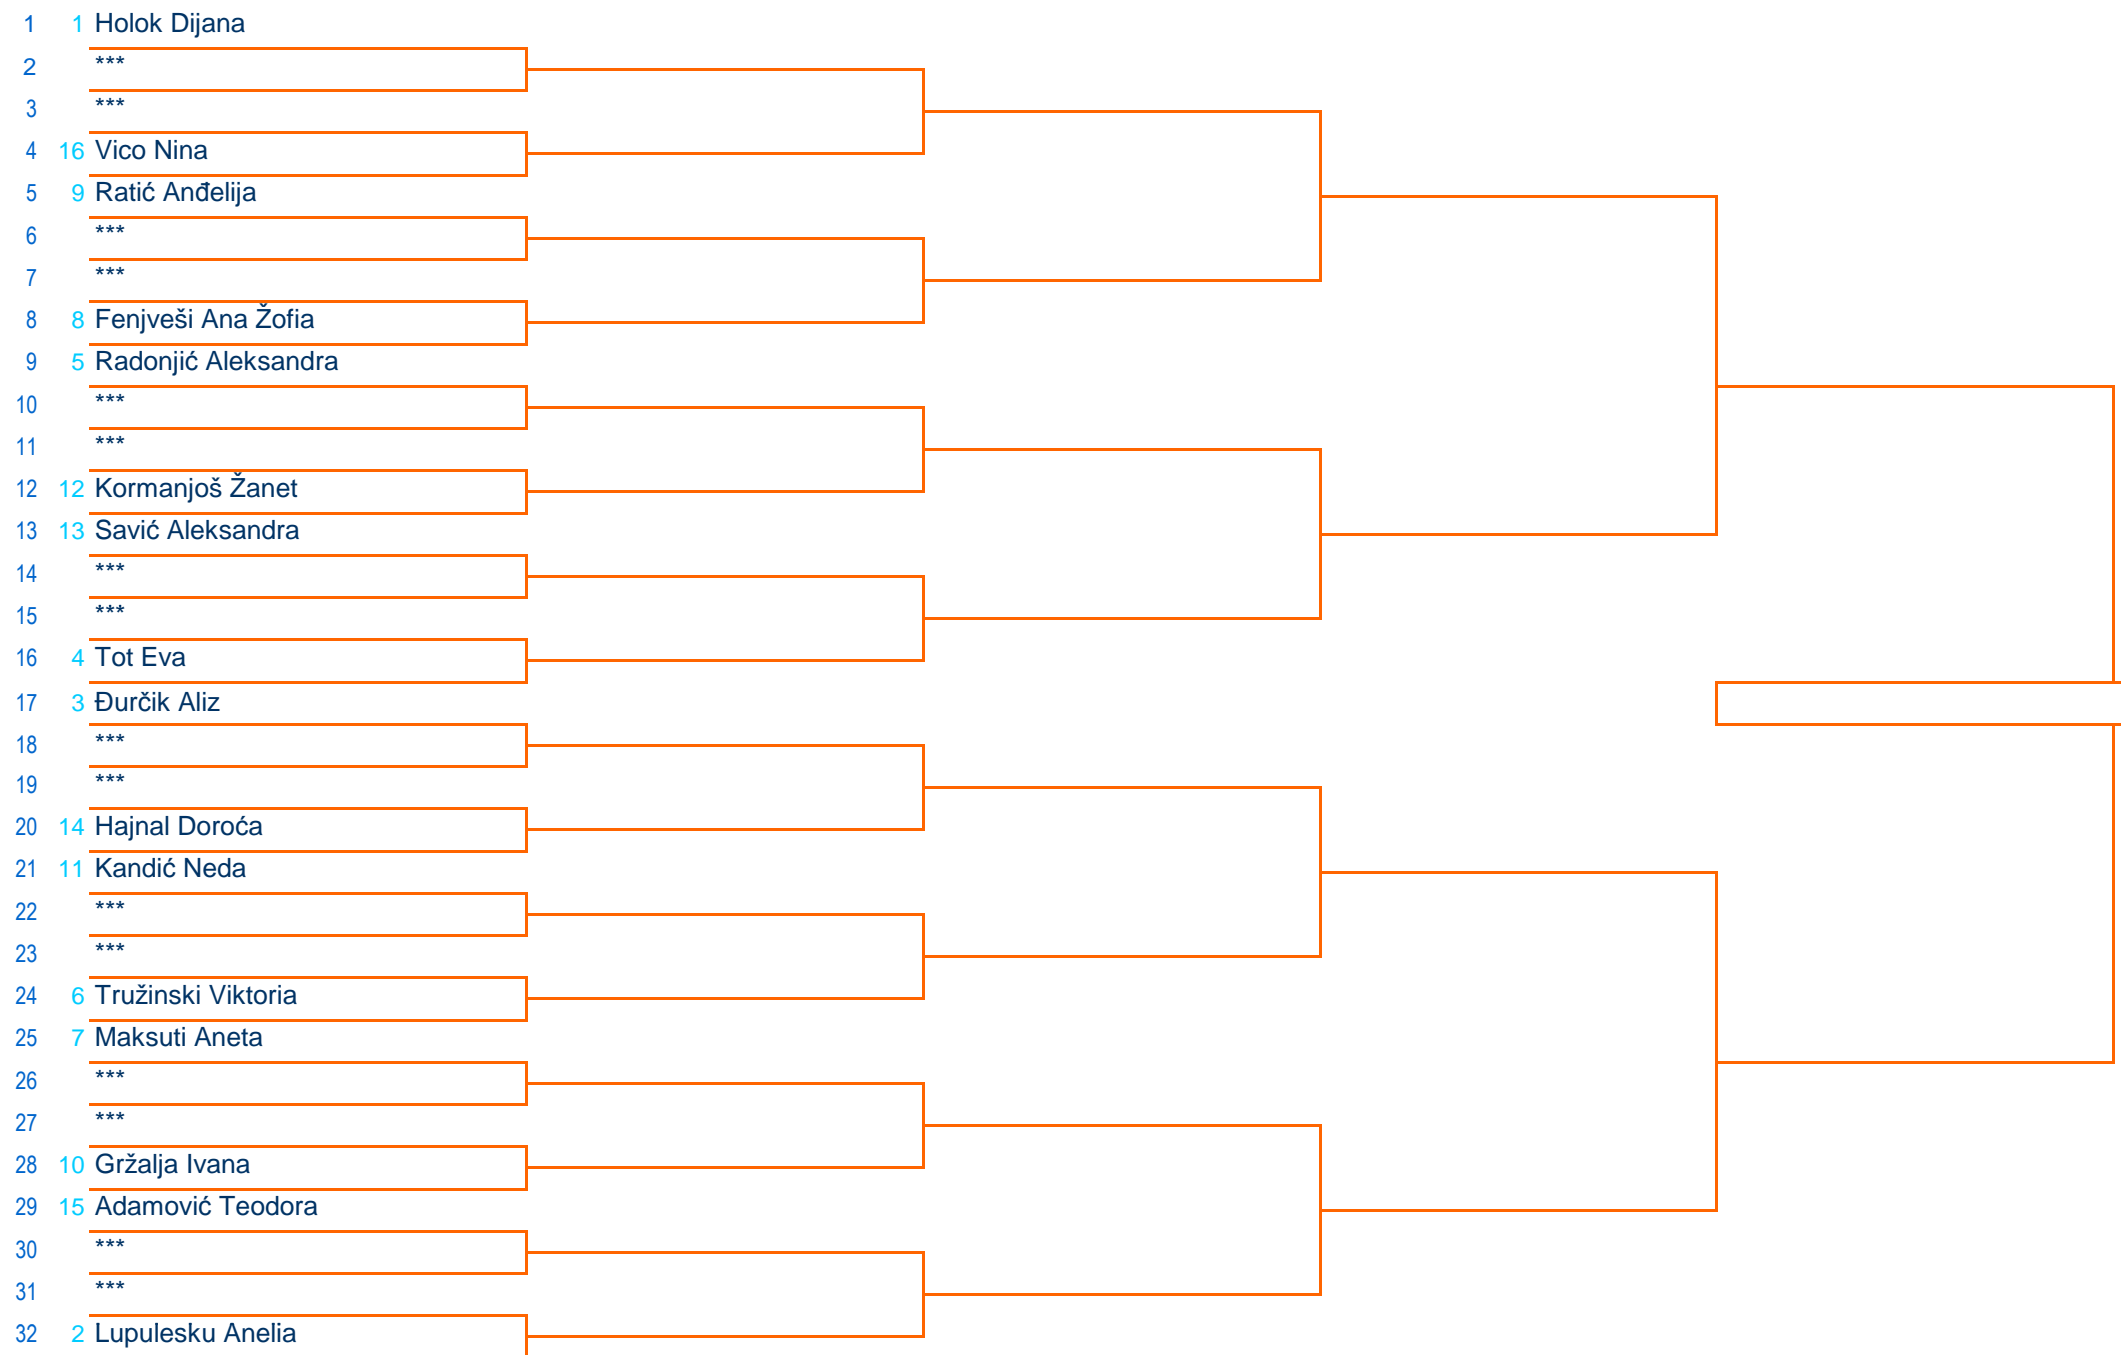 1 1 Holok Dijana
2 ***
3 ***
4 16 Vico Nina
5 9 Ratić Anđelija
6 ***
7 ***
8 8 Fenjveši Ana Žofia
9 5 Radonjić Aleksandra
10 ***
11 ***
12 12 Kormanjoš Žanet
13 13 Savić Aleksandra
14 ***
15 ***
16 4 Tot Eva
17 3 Đurčik Aliz
18 ***
19 ***
20 14 Hajnal Doroća
21 11 Kandić Neda
22 ***
23 ***
24 6 Tružinski Viktoria
25 7 Maksuti Aneta
26 ***
27 ***
28 10 Gržalja Ivana
29 15 Adamović Teodora
30 ***
31 ***
32 2 Lupulesku Anelia